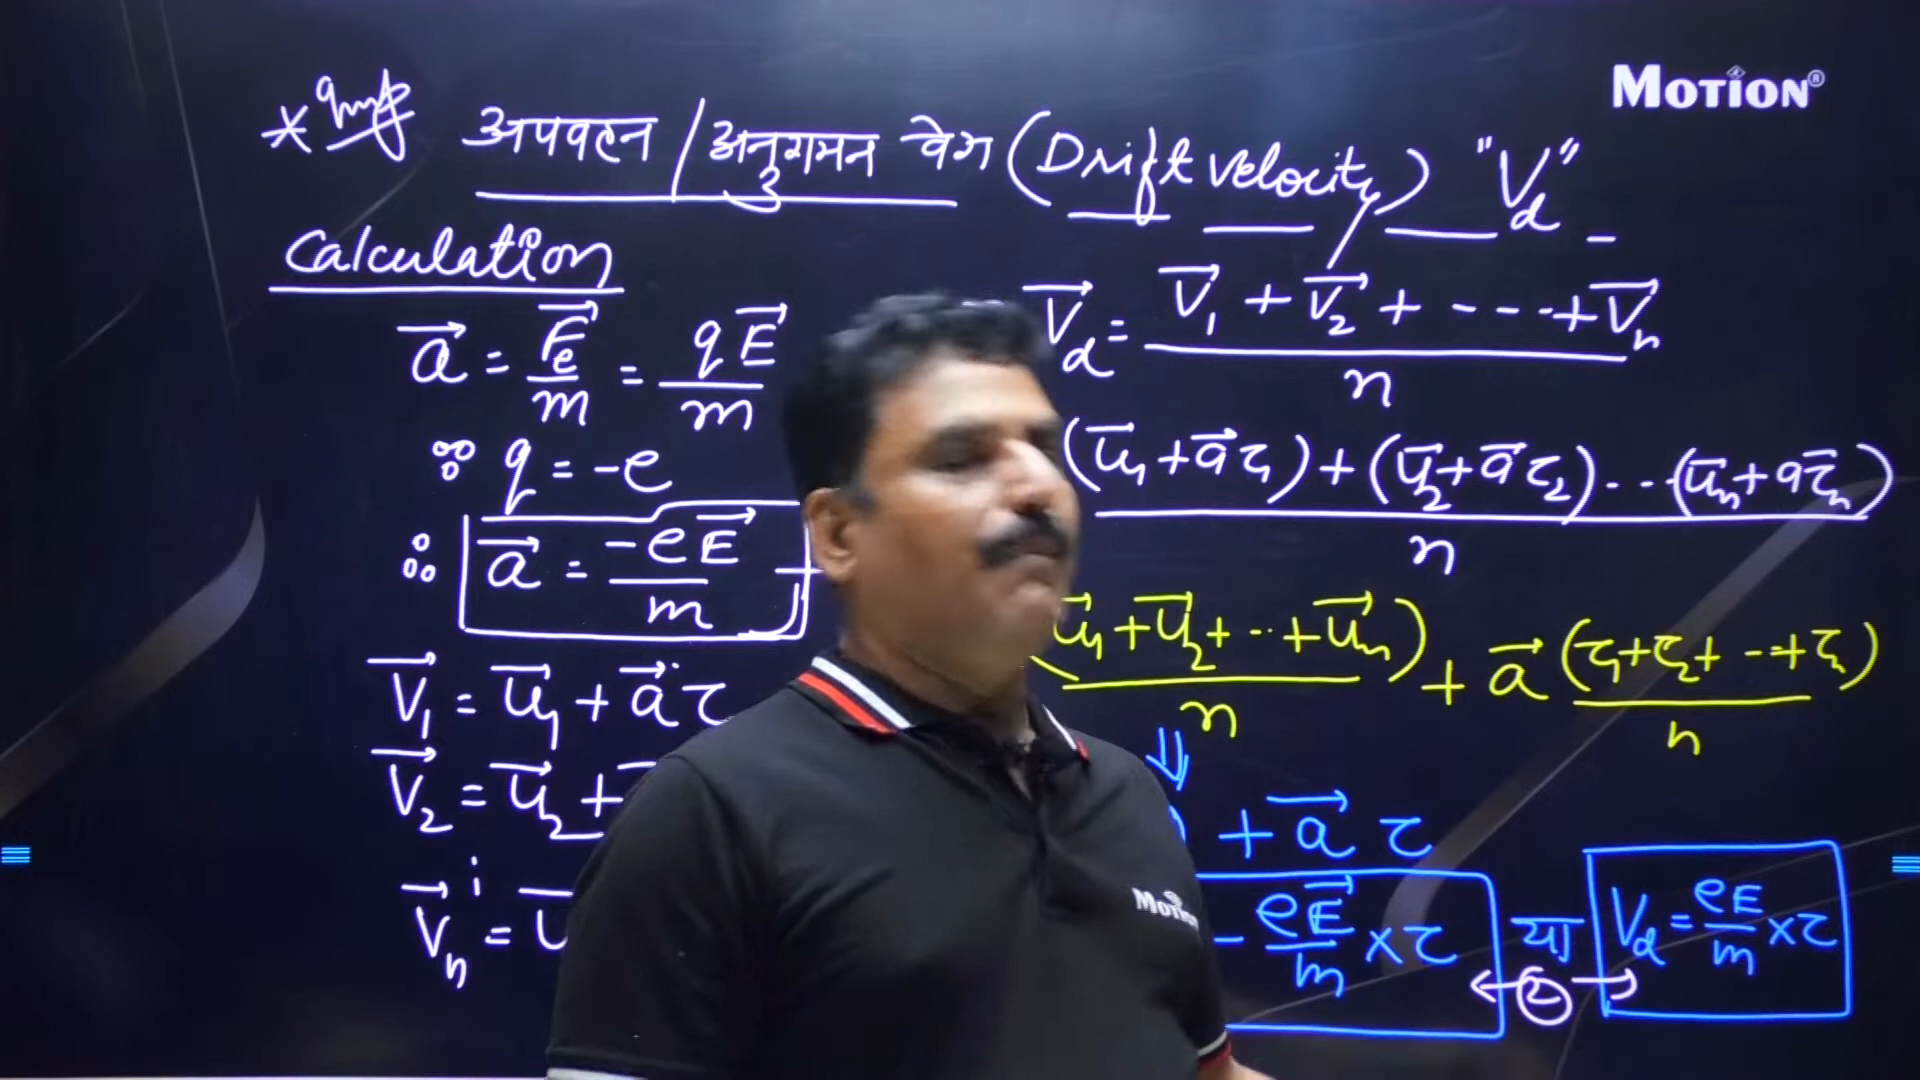 MOTION®
* Imp अपवहन / अनुगमन वेग (Drift velocity) "Vd"
Calculation
a⃗ = F⃗e/m = qE⃗/m
∵ q = -e
∴ a⃗ = -eE⃗/m
V⃗1 = u⃗1 + a⃗ τ
V⃗2 = u⃗2 +
V⃗n =
V⃗d = (V⃗1 + V⃗2 + ---- + V⃗n)/n
(u⃗1 + a⃗ τ1) + (u⃗2 + a⃗ τ2) --- (u⃗n + a τ⃗n)/n
u⃗1 + u⃗2 + -- + u⃗n)/n + a⃗ (τ1 + τ2 + -- + τn)/n
⇓
+ a⃗ τ
- eE⃗/m × τ या Vd = eE/m × τ
← ② →
Motion